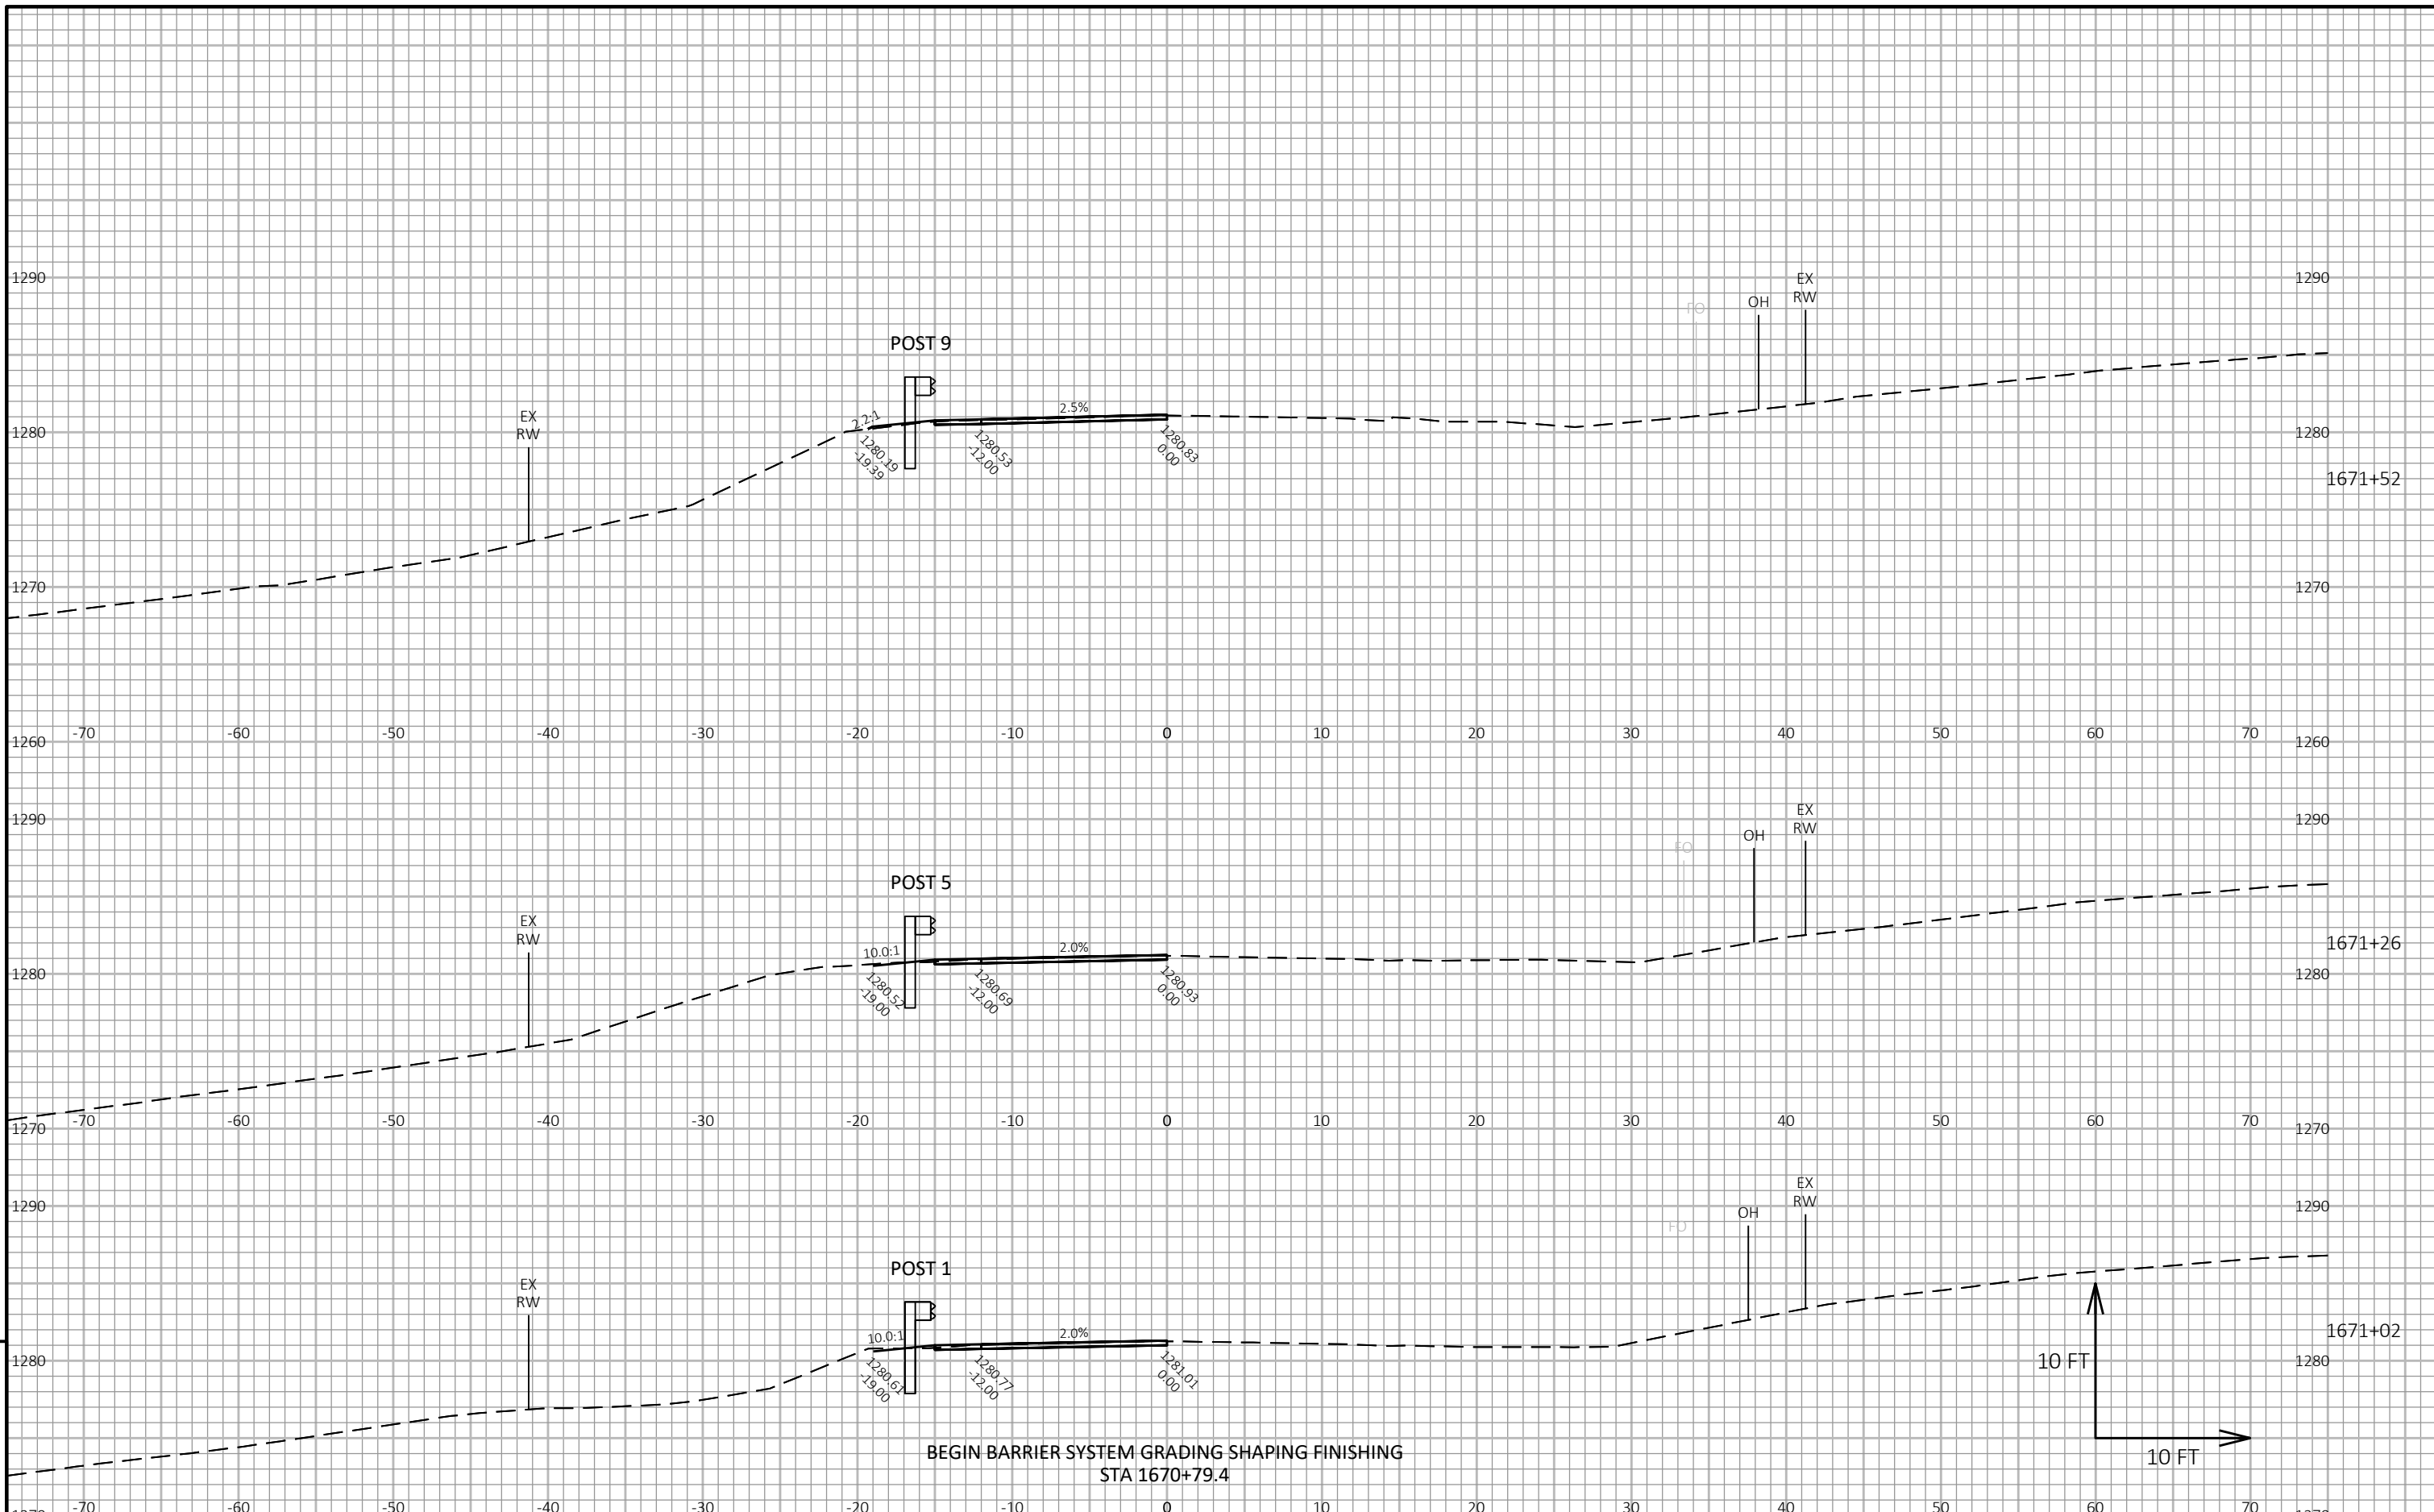 1290
1290
EX
RW
OH
FO
POST 9
EX
RW
2.2:1
2.5%
1280
1280
1280.19
-19.39
1280.53
-12.00
1280.83
0.00
1671+52
1270
1270
-70 -60 -50 -40 -30 -20 -10 0 10 20 30 40 50 60 70
1260
1260
1290
1290
EX
RW
OH
FO
POST 5
EX
RW
10.0:1
2.0%
1671+26
1280
1280
1280.52
-19.00
1280.69
-12.00
1280.93
0.00
-70 -60 -50 -40 -30 -20 -10 0 10 20 30 40 50 60 70
1270
1270
1290
1290
EX
RW
OH
FO
POST 1
EX
RW
10.0:1
2.0%
1671+02
1280
1280
10 FT
1280.61
-19.00
1280.77
-12.00
1281.01
0.00
BEGIN BARRIER SYSTEM GRADING SHAPING FINISHING
STA 1670+79.4
10 FT
-70 -60 -50 -40 -30 -20 -10 0 10 20 30 40 50 60 70